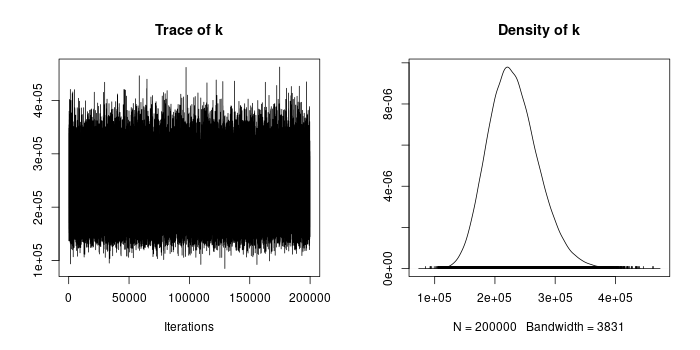 Trace of k
1e+05
2e+05
3e+05
4e+05
0
50000
100000
150000
200000
Iterations
Density of k
0e+00
4e-06
8e-06
1e+05
2e+05
3e+05
4e+05
N = 200000 Bandwidth = 3831